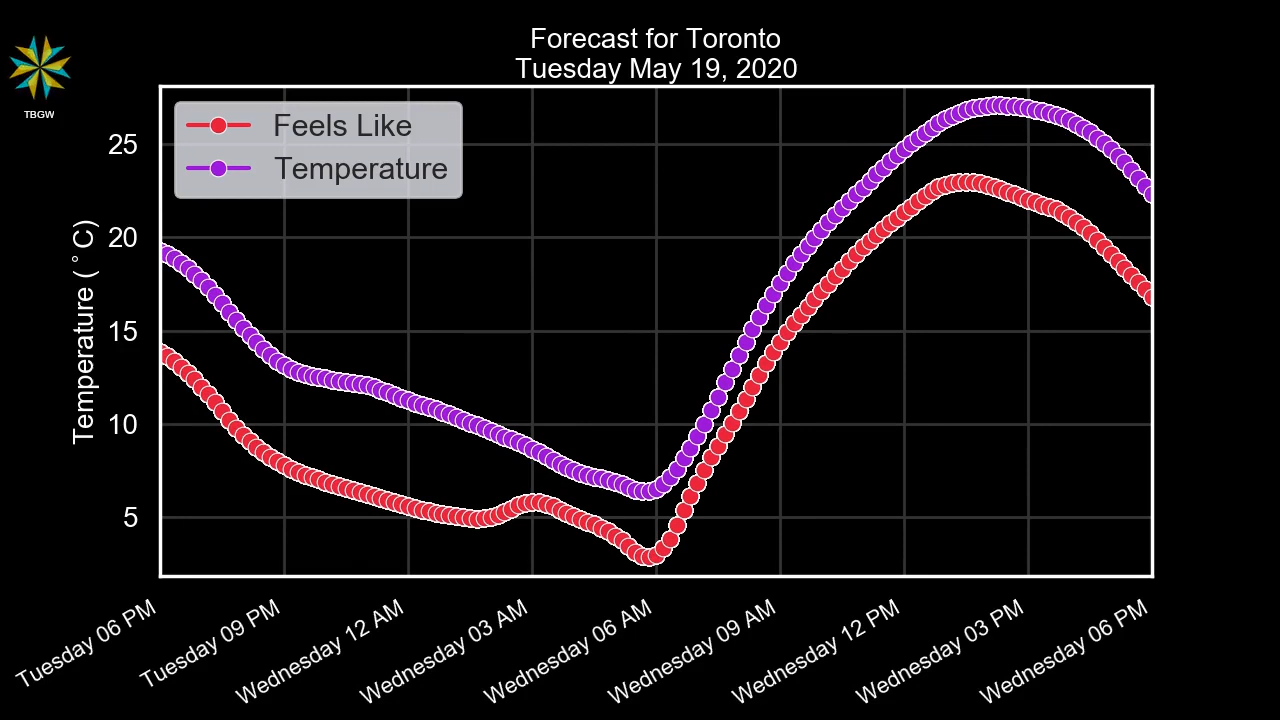 Forecast for Toronto
Tuesday May 19, 2020
TBGW
Feels Like
Temperature
Temperature (°C)
25
20
15
10
5
Tuesday 06 PM
Tuesday 09 PM
Wednesday 12 AM
Wednesday 03 AM
Wednesday 06 AM
Wednesday 09 AM
Wednesday 12 PM
Wednesday 03 PM
Wednesday 06 PM